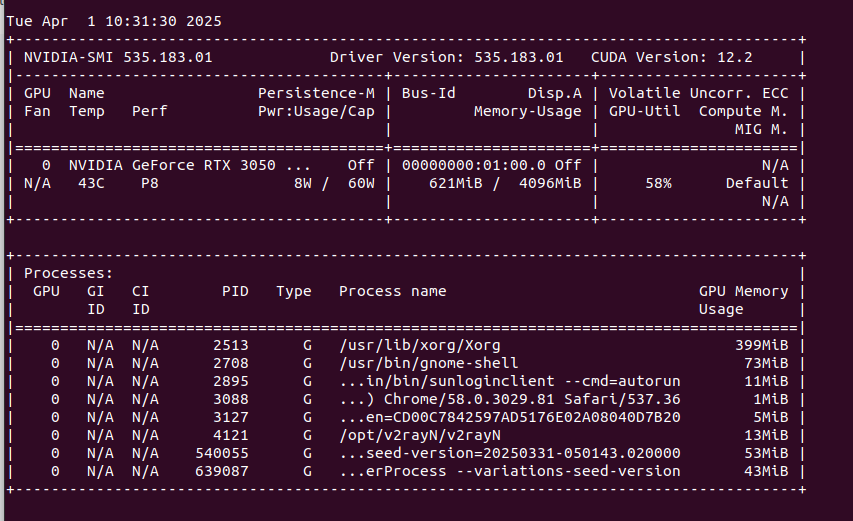 Tue Apr  1 10:31:30 2025
+---------------------------------------------------------------------------------------+
| NVIDIA-SMI 535.183.01             Driver Version: 535.183.01   CUDA Version: 12.2     |
|-----------------------------------------+----------------------+----------------------+
| GPU  Name                 Persistence-M | Bus-Id        Disp.A | Volatile Uncorr. ECC |
| Fan  Temp   Perf          Pwr:Usage/Cap |         Memory-Usage | GPU-Util  Compute M. |
|                                         |                      |               MIG M. |
|=========================================+======================+======================|
|   0  NVIDIA GeForce RTX 3050 ...    Off | 00000000:01:00.0 Off |                  N/A |
| N/A   43C    P8               8W /  60W |    621MiB /  4096MiB |     58%      Default |
|                                         |                      |                  N/A |
+-----------------------------------------+----------------------+----------------------+

+---------------------------------------------------------------------------------------+
| Processes:                                                                            |
|  GPU   GI   CI        PID   Type   Process name                            GPU Memory |
|        ID   ID                                                             Usage      |
|=======================================================================================|
|    0   N/A  N/A      2513      G   /usr/lib/xorg/Xorg                          399MiB |
|    0   N/A  N/A      2708      G   /usr/bin/gnome-shell                         73MiB |
|    0   N/A  N/A      2895      G   ...in/bin/sunloginclient --cmd=autorun       11MiB |
|    0   N/A  N/A      3088      G   ...) Chrome/58.0.3029.81 Safari/537.36        1MiB |
|    0   N/A  N/A      3127      G   ...en=CD00C7842597AD5176E02A08040D7B20        5MiB |
|    0   N/A  N/A      4121      G   /opt/v2rayN/v2rayN                           13MiB |
|    0   N/A  N/A    540055      G   ...seed-version=20250331-050143.020000       53MiB |
|    0   N/A  N/A    639087      G   ...erProcess --variations-seed-version       43MiB |
+---------------------------------------------------------------------------------------+